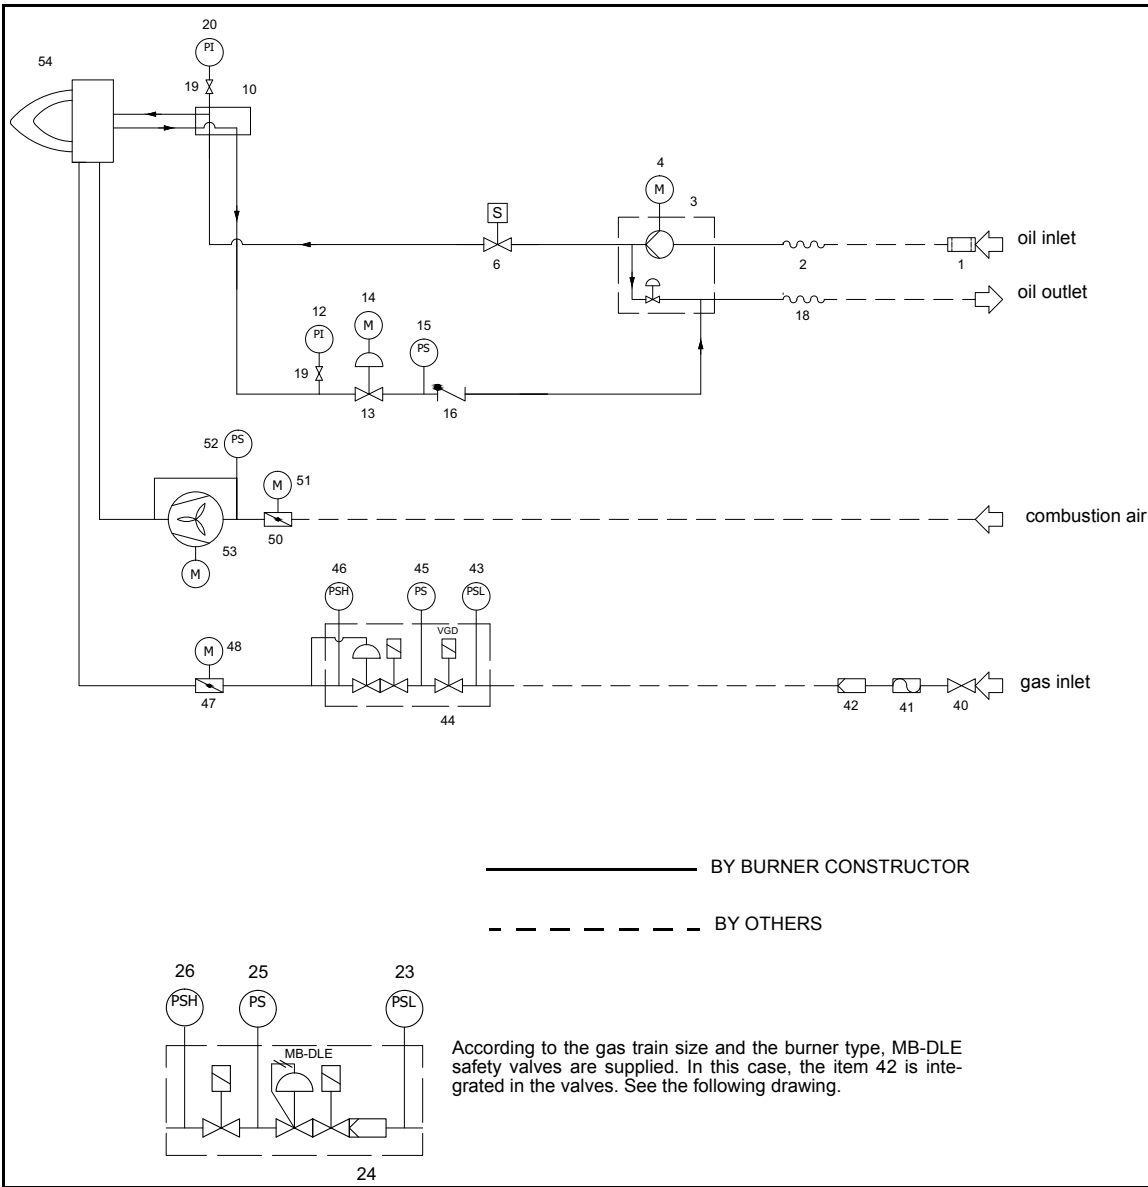 20
PI
54
19
10
4
M
3
S
oil inlet
6
2
1
oil outlet
18
14
M
12
PI
15
PS
19
13
16
52
PS
M
51
combustion air
50
53
M
46
45
43
PSH
PS
PSL
VGD
M
48
gas inlet
47
44
42
41
40
BY BURNER CONSTRUCTOR
BY OTHERS
26
25
23
PSH
PS
PSL
MB-DLE
According to the gas train size and the burner type, MB-DLE
safety valves are supplied. In this case, the item 42 is inte-
grated in the valves. See the following drawing.
24